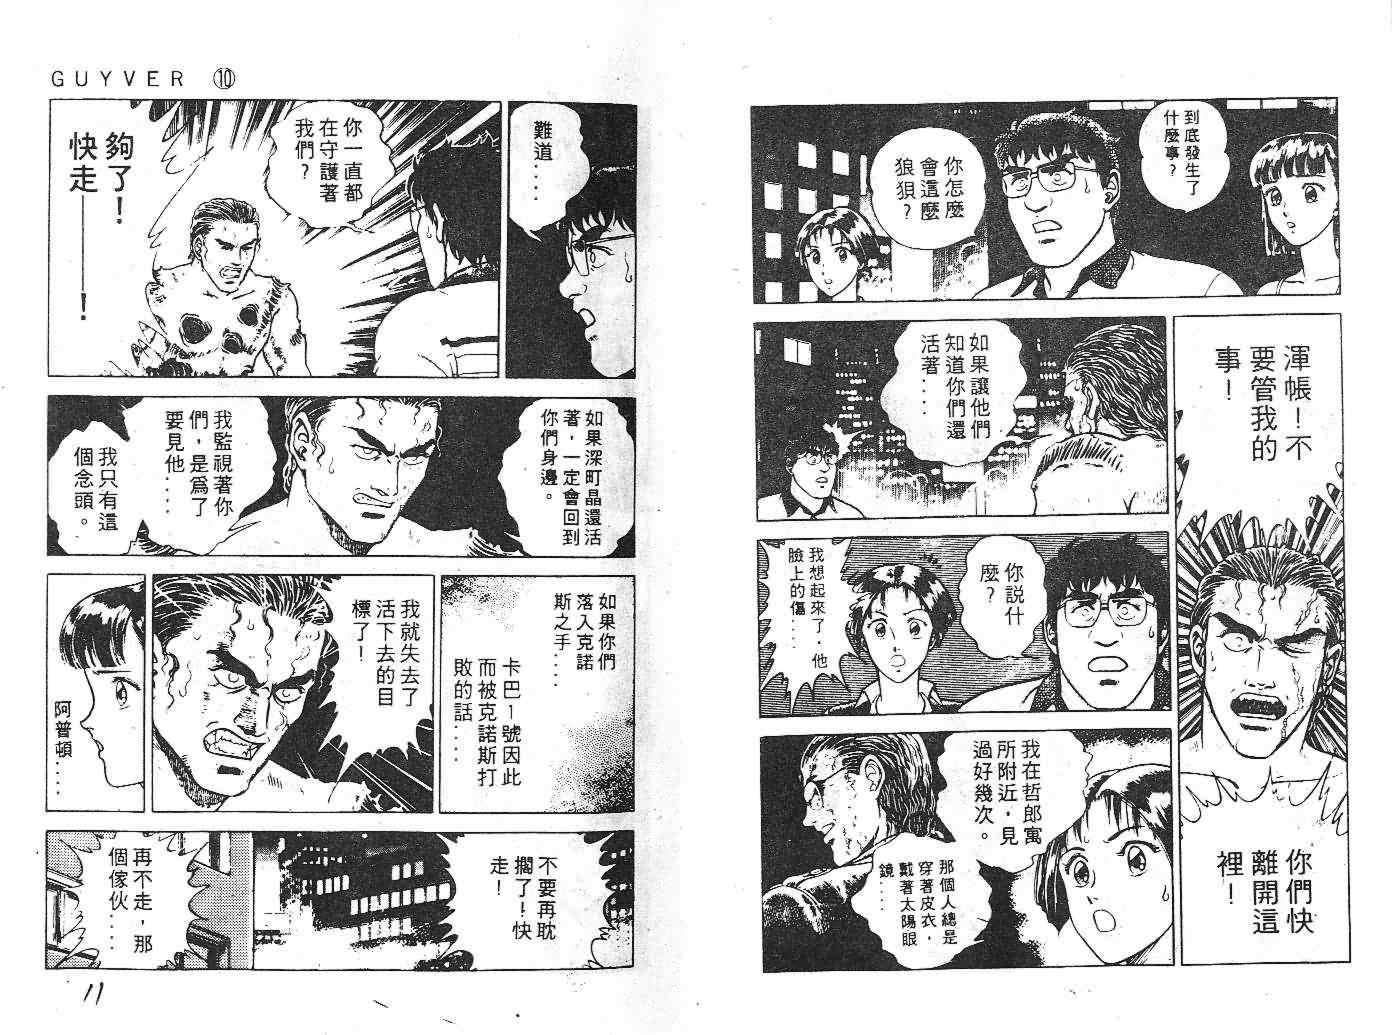 到底發生了
什麼事？
你怎麼
會這麼
狼狽？
渾帳！不
要管我的
事！
你們快
離開這
裡！
如果讓他們
知道你們還
活著...
你說什
麼？
我想起來了，他
臉上的傷....
我在哲郎寓
所附近，見
過好幾次。
那個人總是
穿著皮衣，
戴著太陽眼
鏡....
GUYVER ⑩
難道....
你一直都
在守護著
我們？
夠了！
快走——！
如果深町晶還活
著，一定會回到
你們身邊。
我監視著你
們，是爲了
要見他....
我只有這
個念頭。
如果你們
落入克諾
斯之手....
卡巴1號因此
而被克諾斯打
敗的話....
我就失去了
活下去的目
標了！
阿普頓....
不要再耽
擱了！快
走！
再不走，那
個傢伙....
11